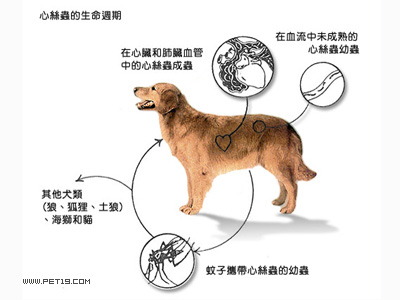 心絲蟲的生命週期
在心臟和肺臟血管
中的心絲蟲成蟲
在血流中未成熟的
心絲蟲幼蟲
其他犬類
（狼、狐狸、土狼）
、海獅和貓
蚊子攜帶心絲蟲的幼蟲
WWW.PET19.COM